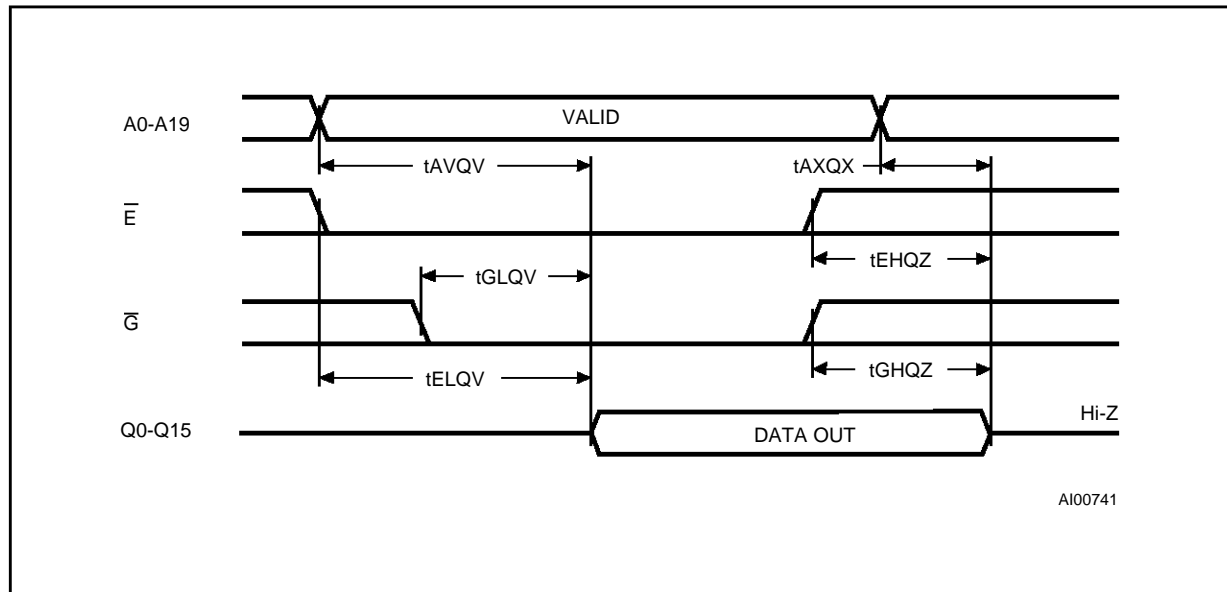 A0-A19
VALID
tAVQV
tAXQX
E
tEHQZ
tGLQV
G
tGHQZ
tELQV
Q0-Q15
DATA OUT
Hi-Z
AI00741